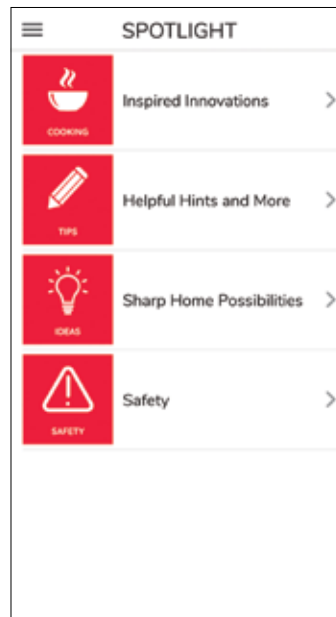 SPOTLIGHT
COOKING
Inspired Innovations
TIPS
Helpful Hints and More
IDEAS
Sharp Home Possibilities
SAFETY
Safety